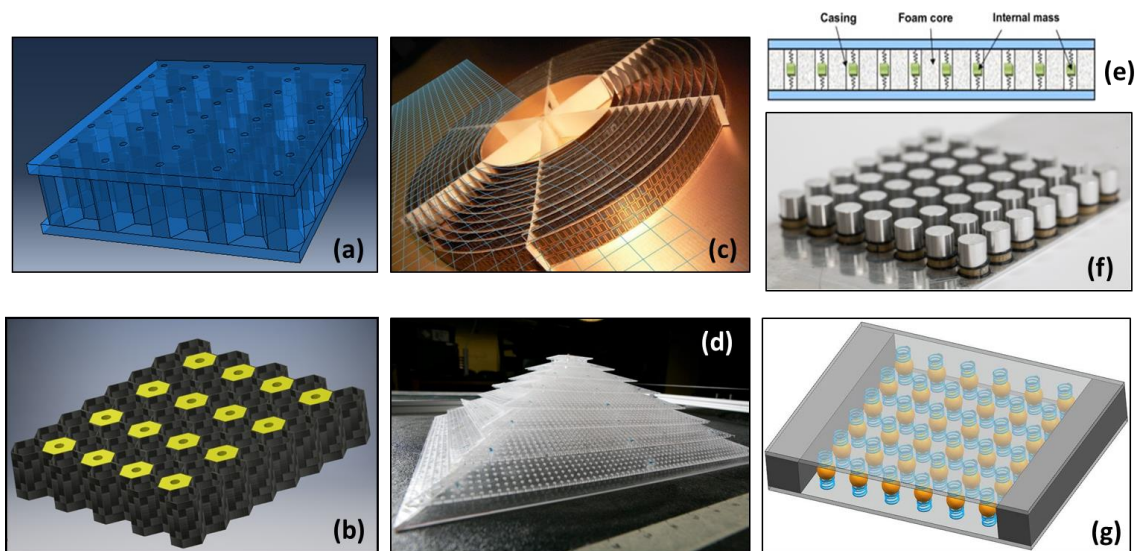 Casing Foam core Internal mass
(e)
(a)
(c)
(f)
(b)
(d)
(g)